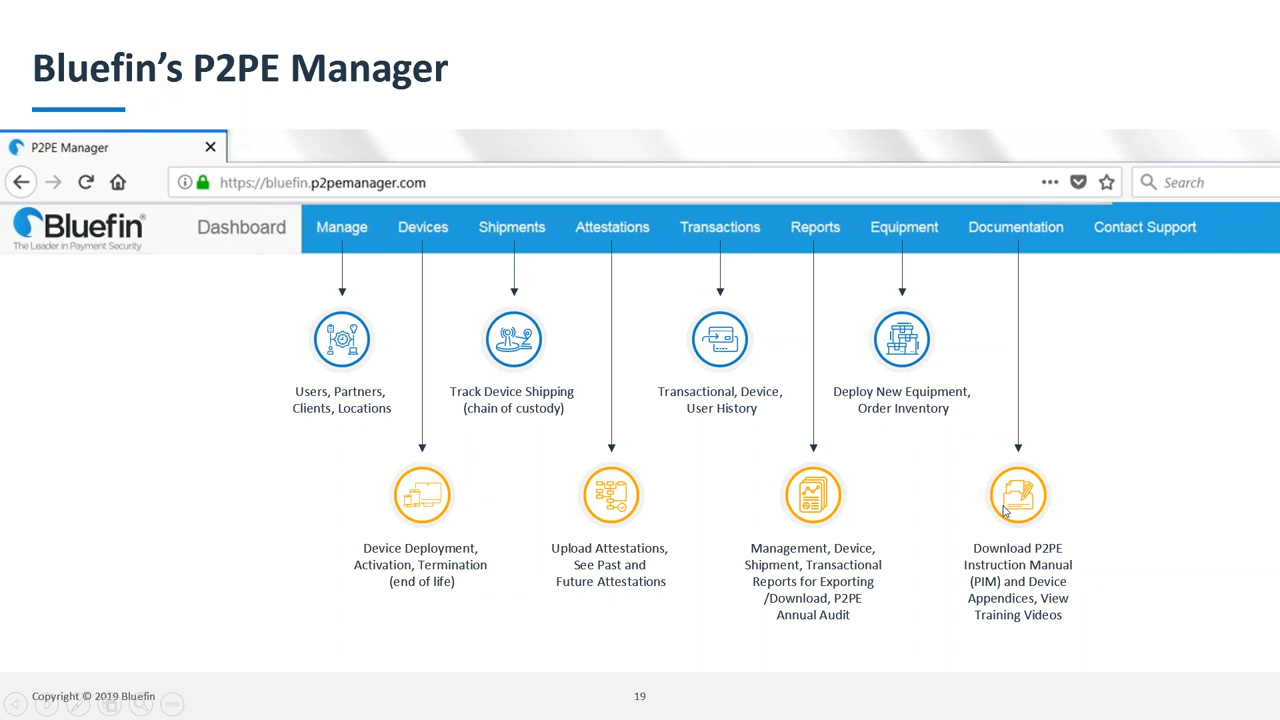 Bluefin's P2PE Manager
P2PE Manager
https://bluefin.p2pemanager.com
Search
Bluefin®
The Leader in Payment Security
Dashboard
Manage
Devices
Shipments
Attestations
Transactions
Reports
Equipment
Documentation
Contact Support
Users, Partners,
Clients, Locations
Track Device Shipping
(chain of custody)
Transactional, Device,
User History
Deploy New Equipment,
Order Inventory
Device Deployment,
Activation, Termination
(end of life)
Upload Attestations,
See Past and
Future Attestations
Management, Device,
Shipment, Transactional
Reports for Exporting
/Download, P2PE
Annual Audit
Download P2PE
Instruction Manual
(PIM) and Device
Appendices, View
Training Videos
Copyright © 2019 Bluefin
19